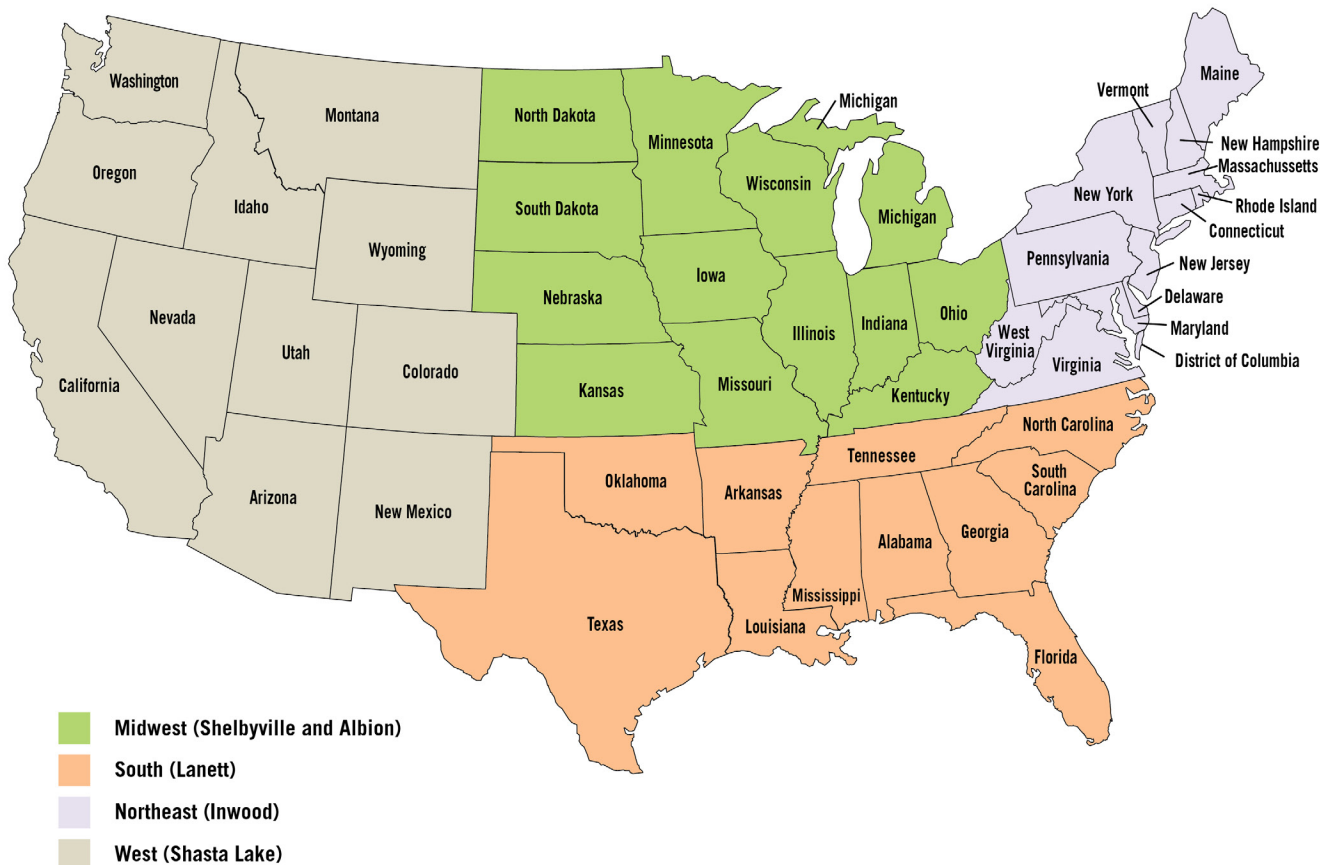 Washington
Montana
North Dakota
Minnesota
Michigan
Vermont
Maine
Oregon
Idaho
South Dakota
Wisconsin
Michigan
New York
New Hampshire
Massachussetts
Rhode Island
Connecticut
Wyoming
Iowa
Pennsylvania
New Jersey
Nevada
Nebraska
Illinois
Indiana
Ohio
Delaware
Maryland
West
Virginia
Virginia
District of Columbia
Utah
Colorado
California
Kansas
Missouri
Kentucky
North Carolina
Tennessee
South
Carolina
Oklahoma
Arkansas
Arizona
New Mexico
Georgia
Alabama
Mississippi
Texas
Louisiana
Florida
Midwest (Shelbyville and Albion)
South (Lanett)
Northeast (Inwood)
West (Shasta Lake)